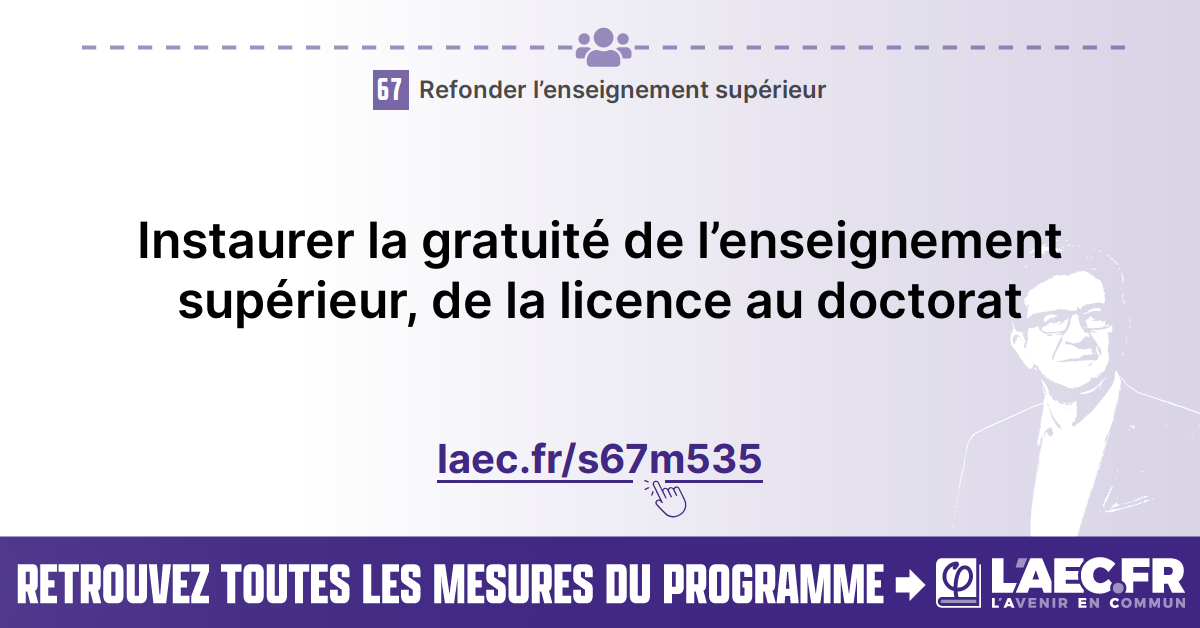 67 Refonder l’enseignement supérieur
Instaurer la gratuité de l’enseignement
supérieur, de la licence au doctorat
laec.fr/s67m535
RETROUVEZ TOUTES LES MESURES DU PROGRAMME
L'AEC.FR
L'AVENIR EN COMMUN